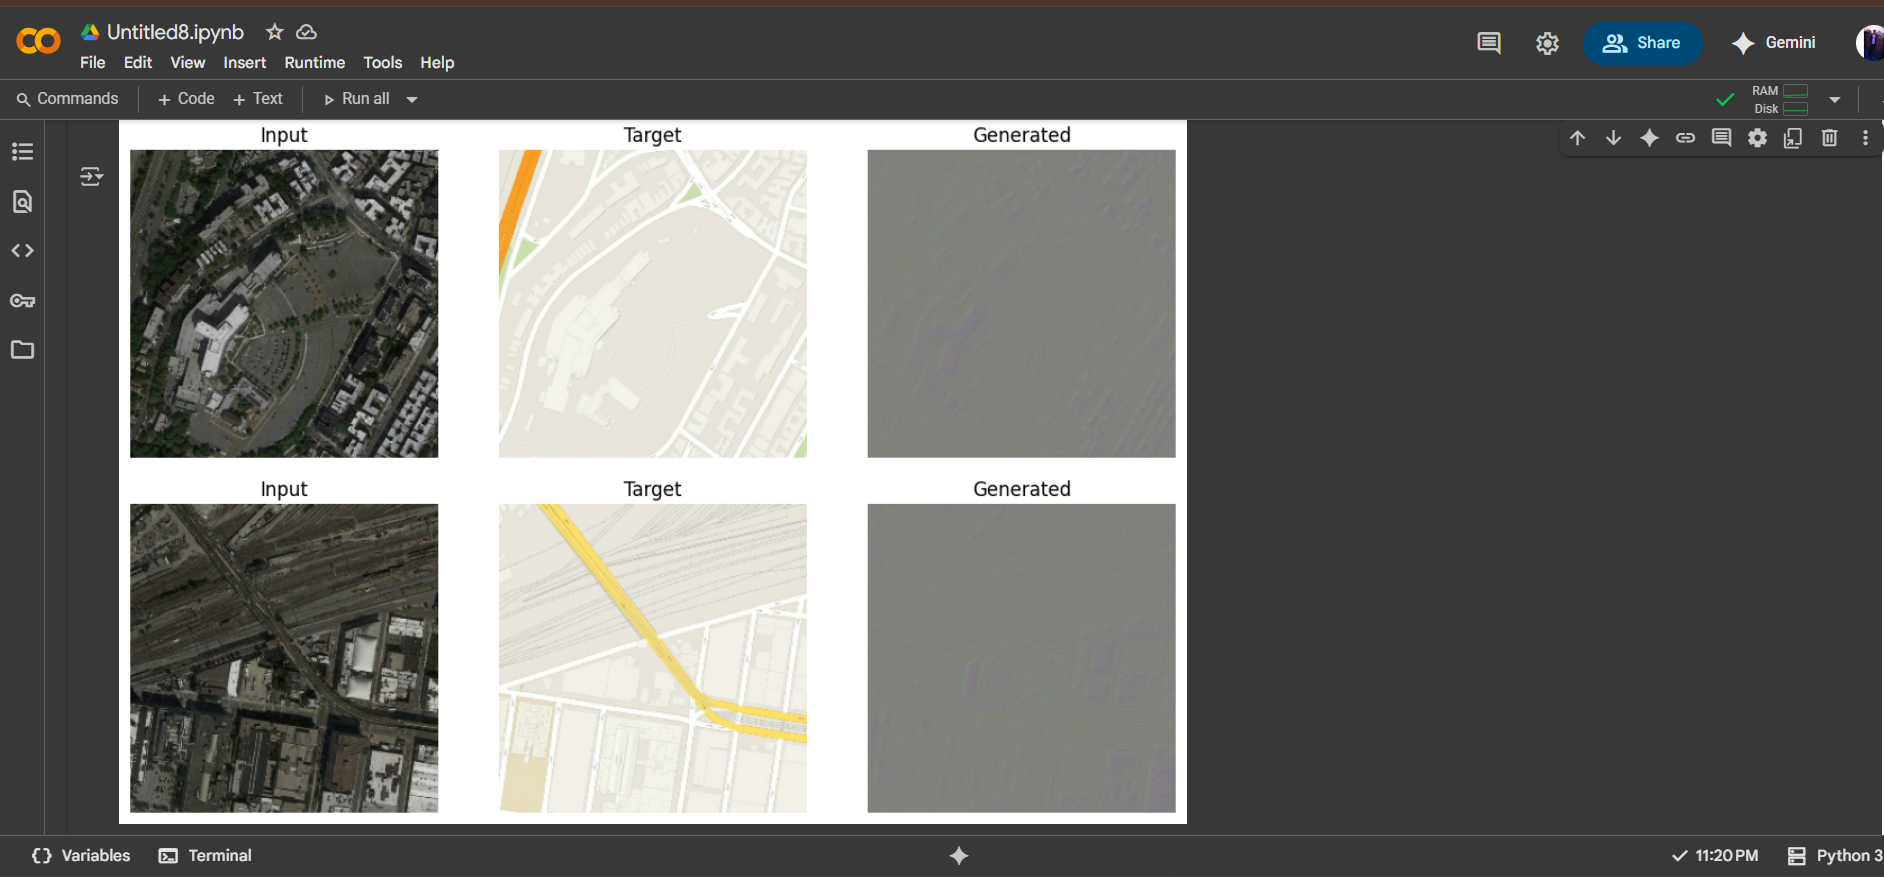 Untitled8.ipynb
File Edit View Insert Runtime Tools Help
Share
Gemini
Commands
+ Code
+ Text
Run all
RAM
Disk
Input
Target
Generated
Input
Target
Generated
Variables
Terminal
11:20 PM
Python 3